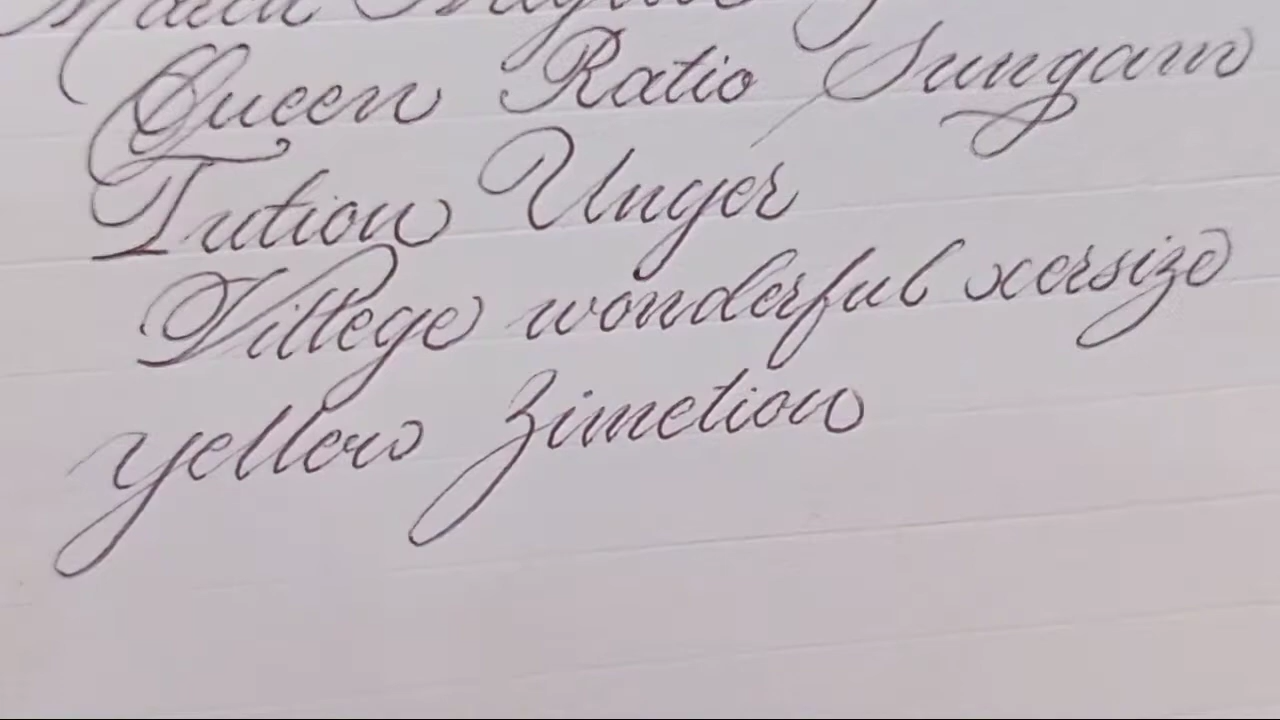 Queen Ratio Sungam
Tution Unger
Villege wonderful xersize
Yellow Zimetion